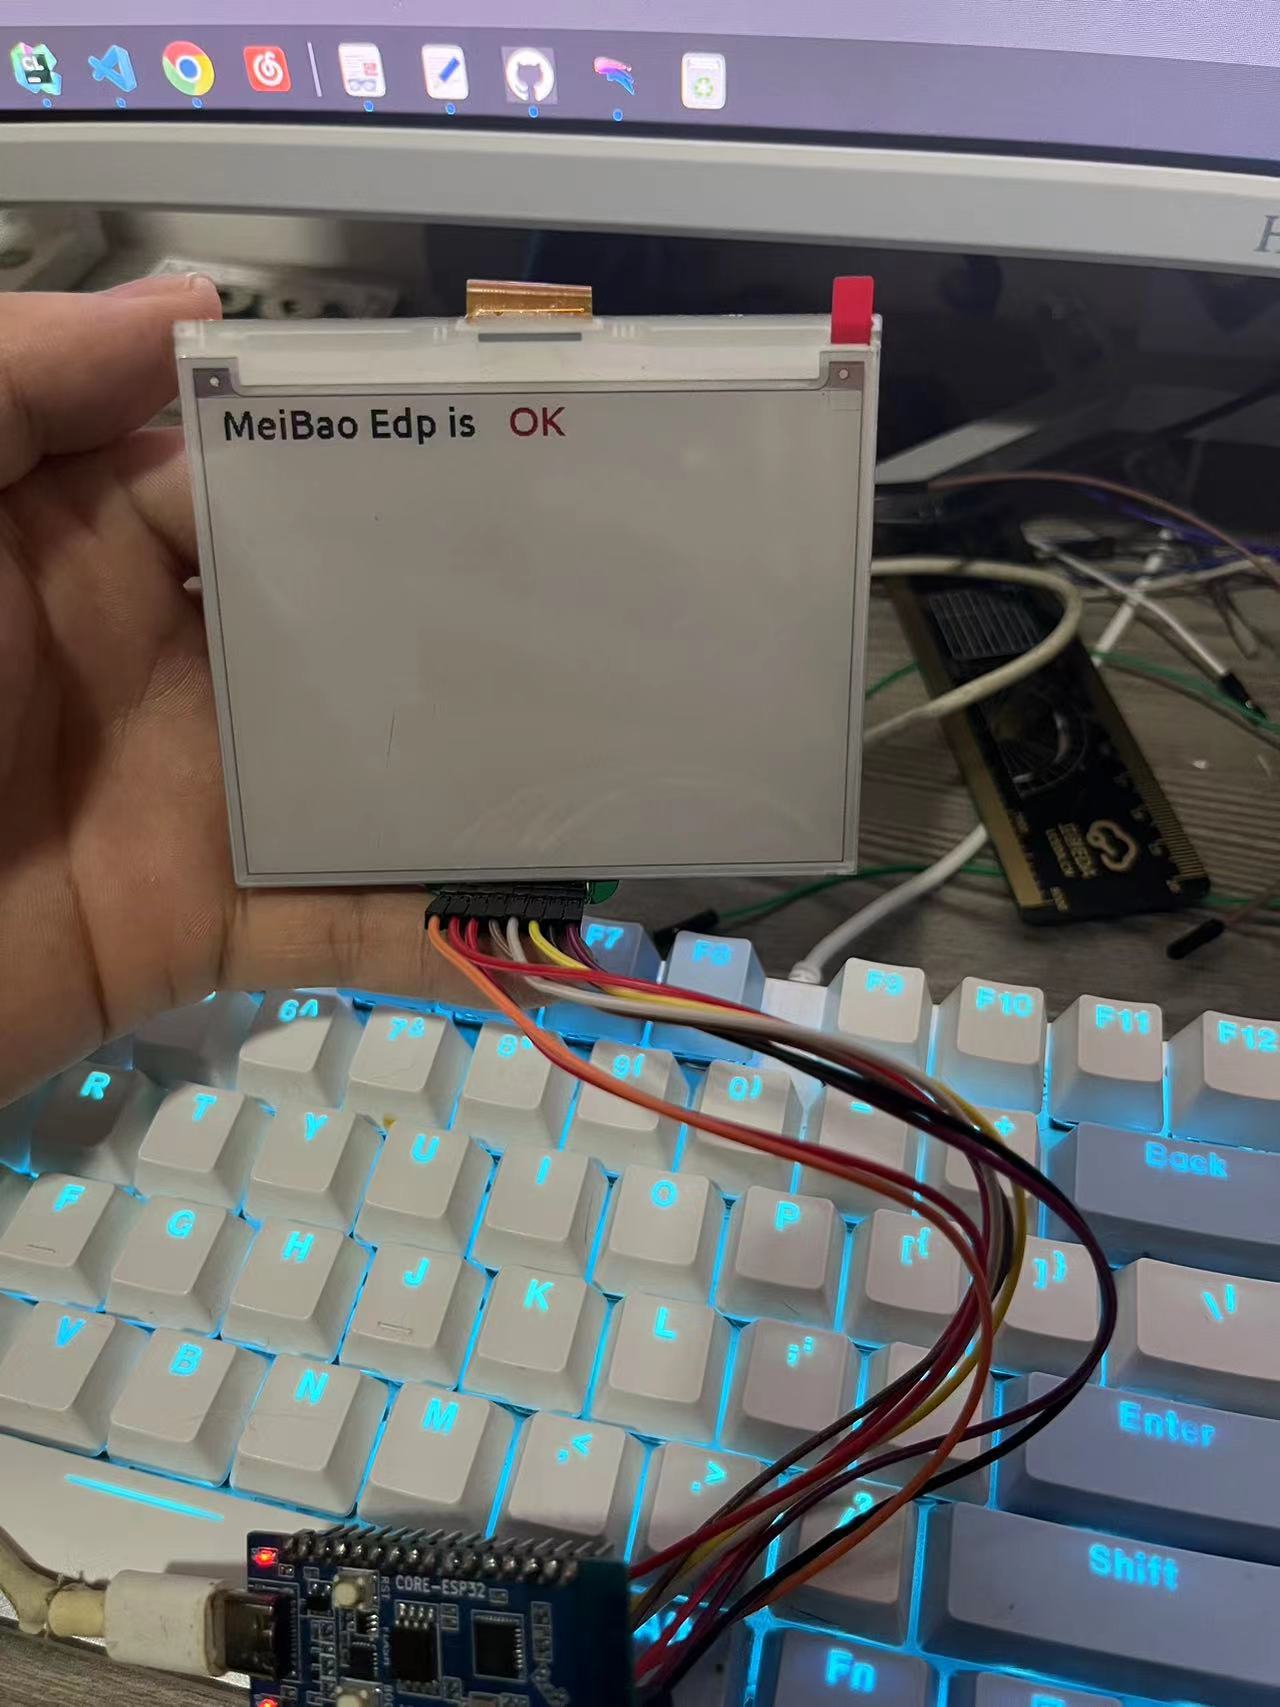 CL
H
MeiBao Edp is OK
F7 F8 F9 F10 F11 F12
6^ 7& 8* 9( 0) - + Back
R T Y U I O P [{ ]} \|
F G H J K L ;: Enter
V B N M ,< .> /? Shift
Fn
CORE-ESP32